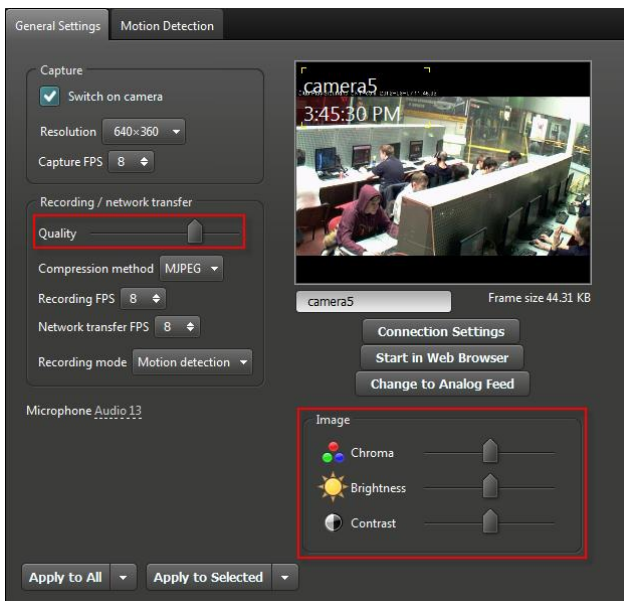 General Settings Motion Detection
Capture
Switch on camera
Resolution 640×360
Capture FPS 8
Recording / network transfer
Quality
Compression method MJPEG
Recording FPS 8
Network transfer FPS 8
Recording mode Motion detection
Microphone Audio 13
camera5
3:45:30 PM
camera5 Frame size 44.31 KB
Connection Settings
Start in Web Browser
Change to Analog Feed
Image
Chroma
Brightness
Contrast
Apply to All Apply to Selected